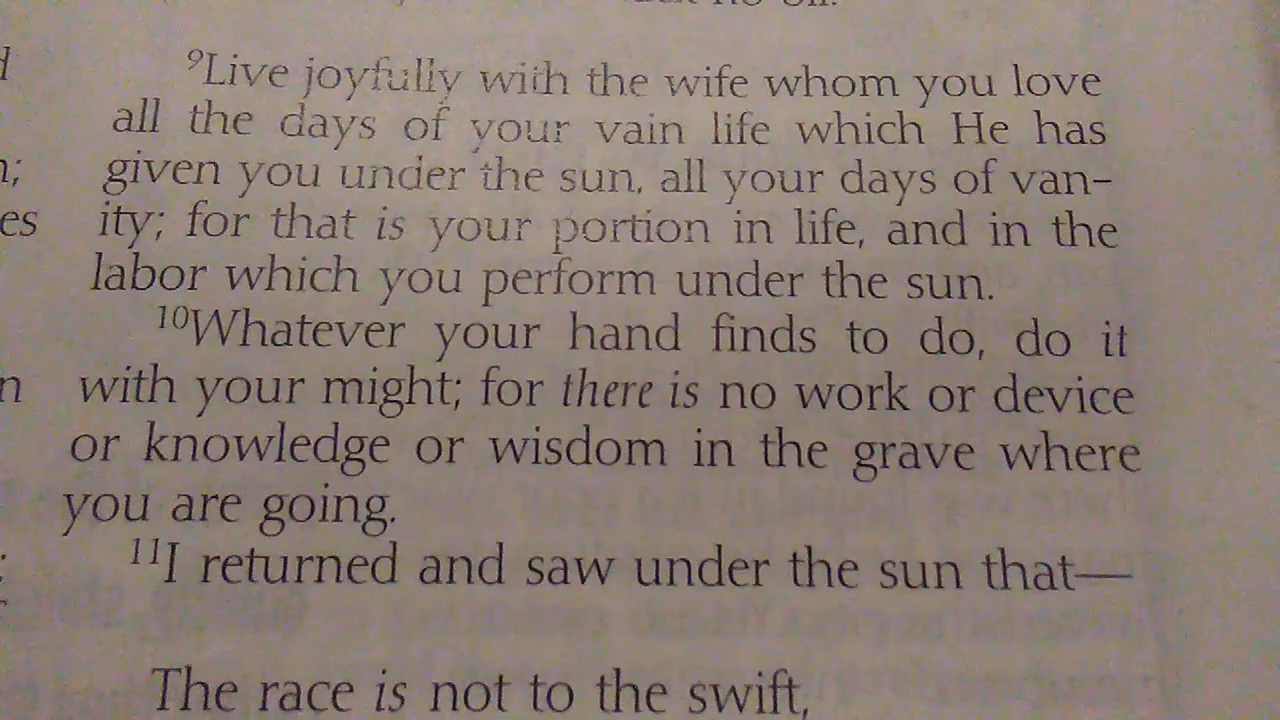 ⁹Live joyfully with the wife whom you love
all the days of your vain life which He has
given you under the sun, all your days of van-
es ity; for that is your portion in life, and in the
labor which you perform under the sun.
¹⁰Whatever your hand finds to do, do it
n with your might; for there is no work or device
or knowledge or wisdom in the grave where
you are going.
¹¹I returned and saw under the sun that—
The race is not to the swift,